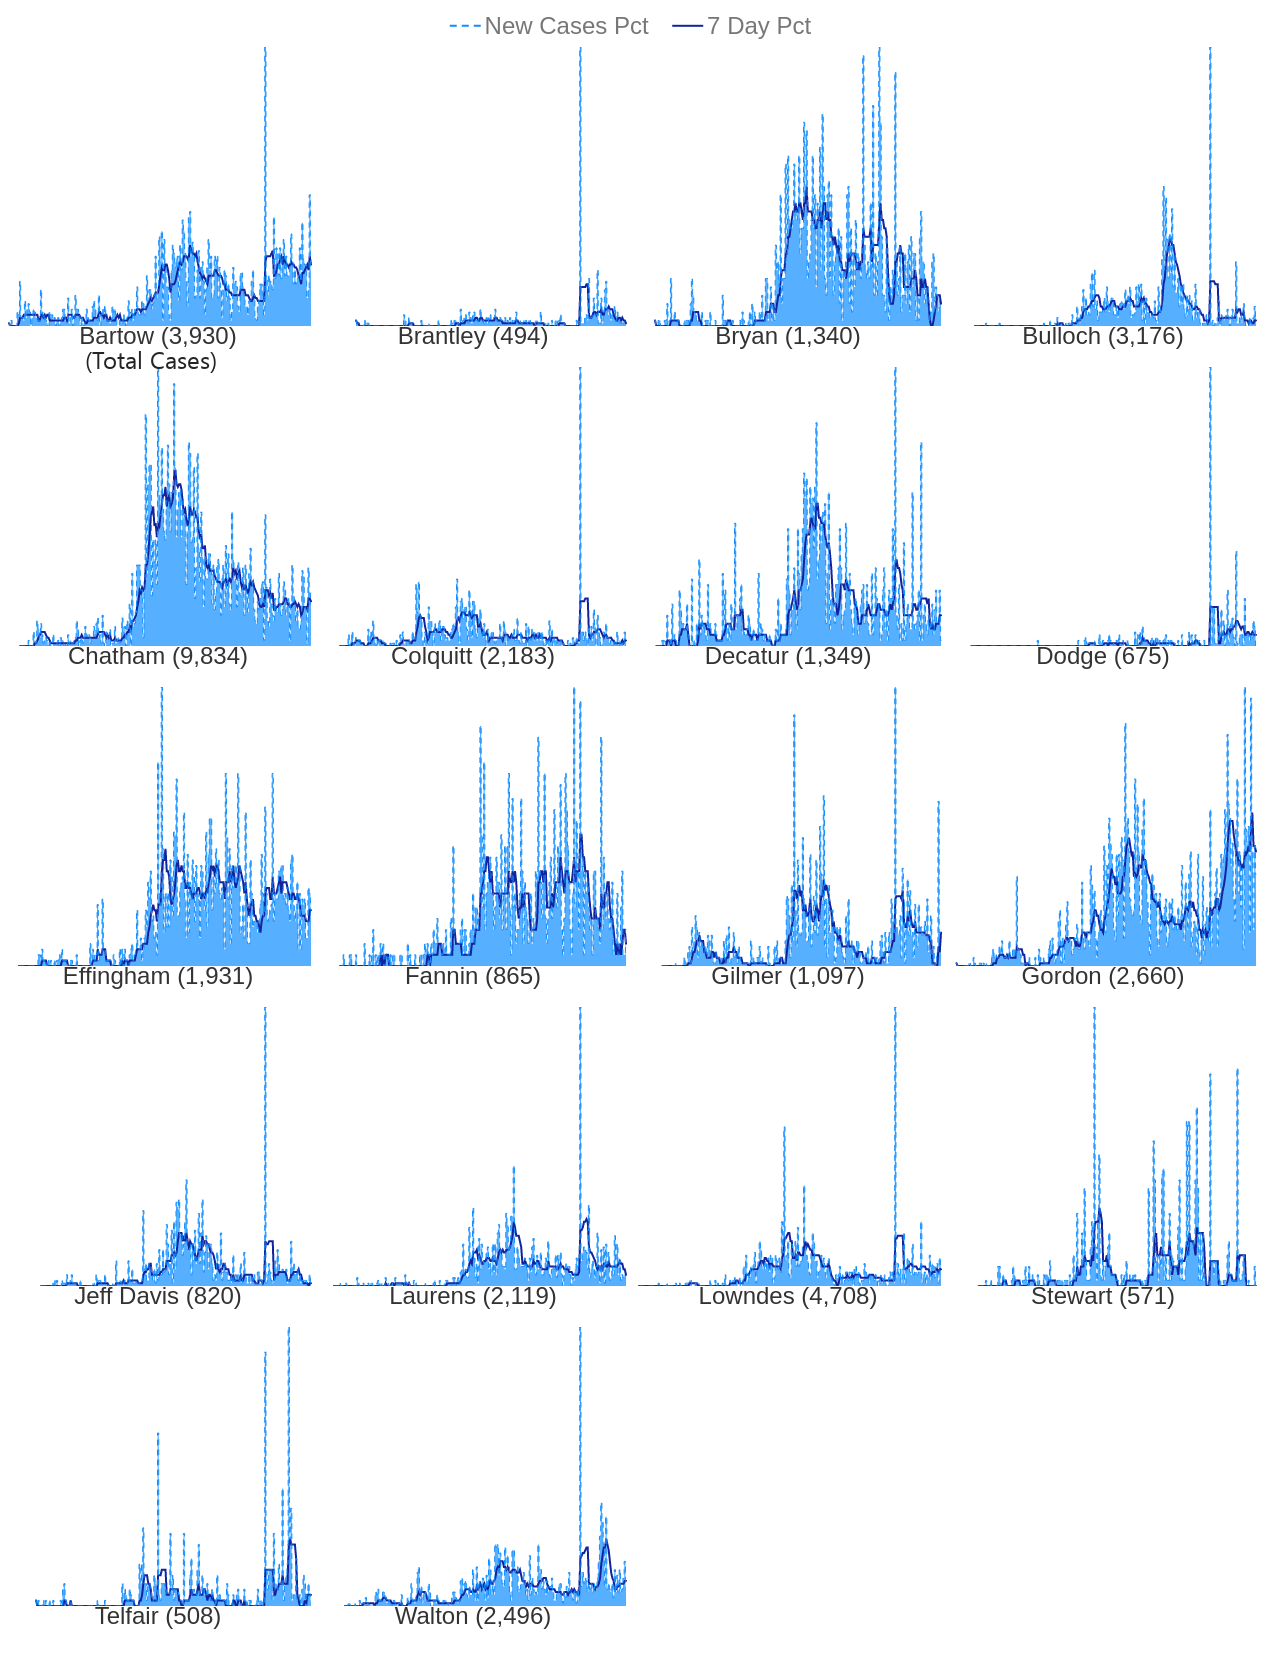 New Cases Pct 7 Day Pct
Bartow (3,930) Brantley (494) Bryan (1,340) Bulloch (3,176)
(Total Cases)
Chatham (9,834) Colquitt (2,183) Decatur (1,349) Dodge (675)
Effingham (1,931) Fannin (865) Gilmer (1,097) Gordon (2,660)
Jeff Davis (820) Laurens (2,119) Lowndes (4,708) Stewart (571)
Telfair (508) Walton (2,496)